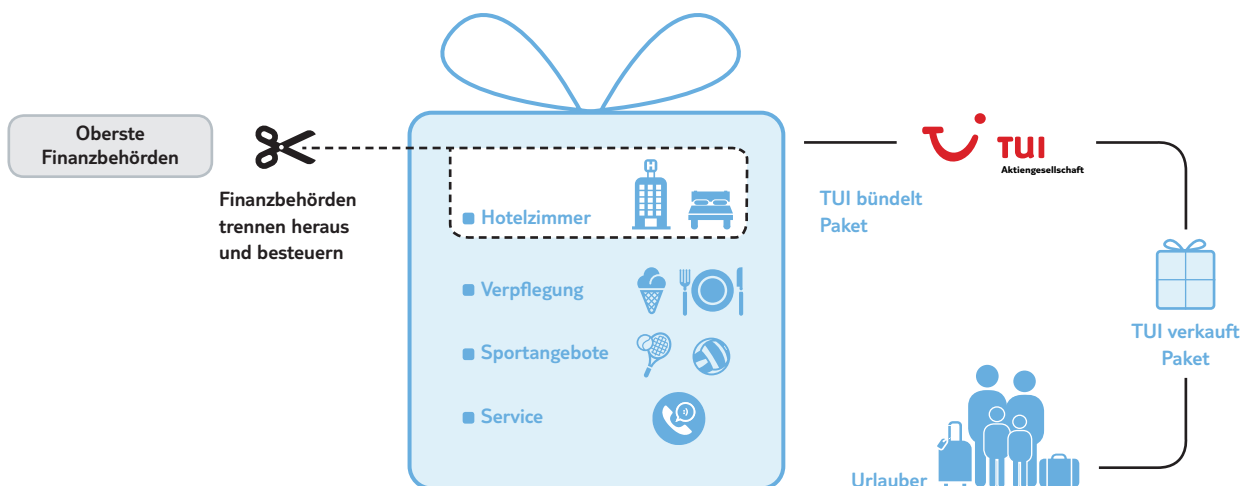 Oberste
Finanzbehörden
Finanzbehörden
trennen heraus
und besteuern
H
Hotelzimmer
Verpflegung
Sportangebote
Service
TUI
Aktiengesellschaft
TUI bündelt
Paket
TUI verkauft
Paket
Urlauber